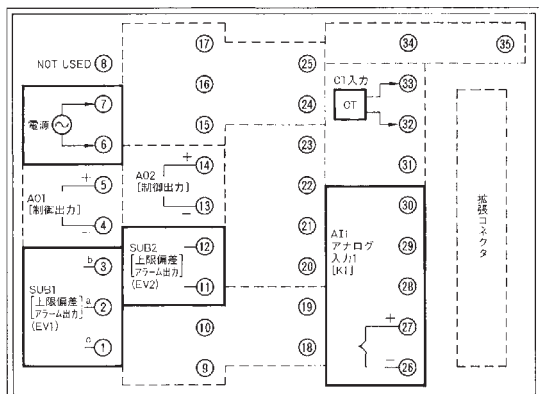 NOT USED ⑧
⑦
電源
⑥
+
⑤
AO1
[制御出力]
④
−
b
③
SUB1
[上限偏差
アラーム出力]
(EV1)
a
②
c
①
⑰
⑯
⑮
+
⑭
AO2
[制御出力]
−
⑬
SUB2
[上限偏差
アラーム出力]
(EV2)
⑫
⑪
⑩
⑨
㉕
㉔
㉓
㉒
㉑
⑳
⑲
⑱
㉞
㉟
CT入力
CT
㉝
㉜
㉛
㉚
AI1
アナログ
入力1
[K1]
㉙
㉘
+
㉗
−
㉖
拡張コネクタ